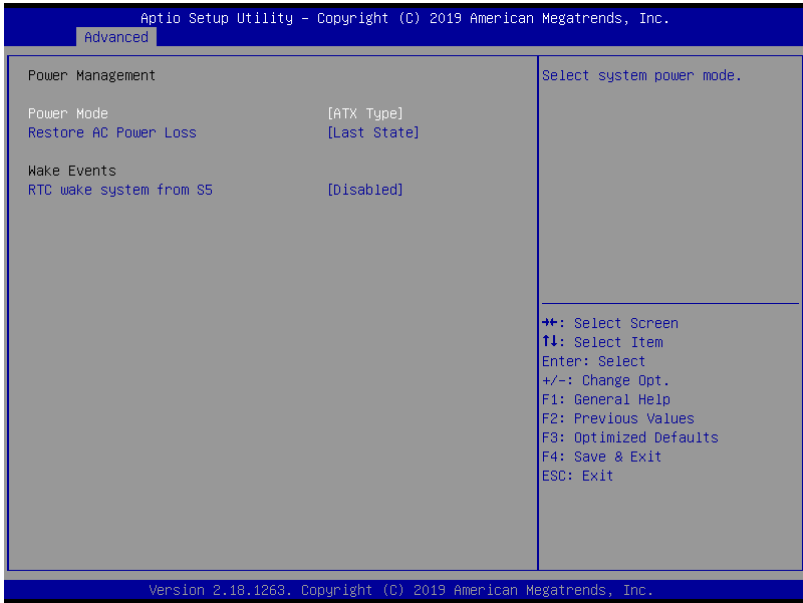 Aptio Setup Utility – Copyright (C) 2019 American Megatrends, Inc.
Advanced
Power Management
Power Mode [ATX Type]
Restore AC Power Loss [Last State]
Wake Events
RTC wake system from S5 [Disabled]
Select system power mode.
→←: Select Screen
↑↓: Select Item
Enter: Select
+/-: Change Opt.
F1: General Help
F2: Previous Values
F3: Optimized Defaults
F4: Save & Exit
ESC: Exit
Version 2.18.1263. Copyright (C) 2019 American Megatrends, Inc.